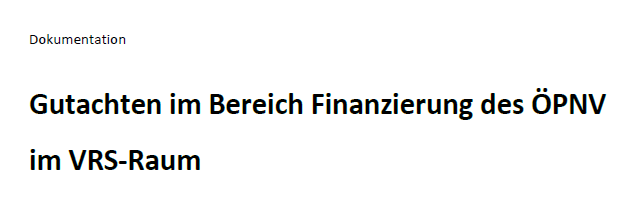 Dokumentation
Gutachten im Bereich Finanzierung des ÖPNV
im VRS-Raum